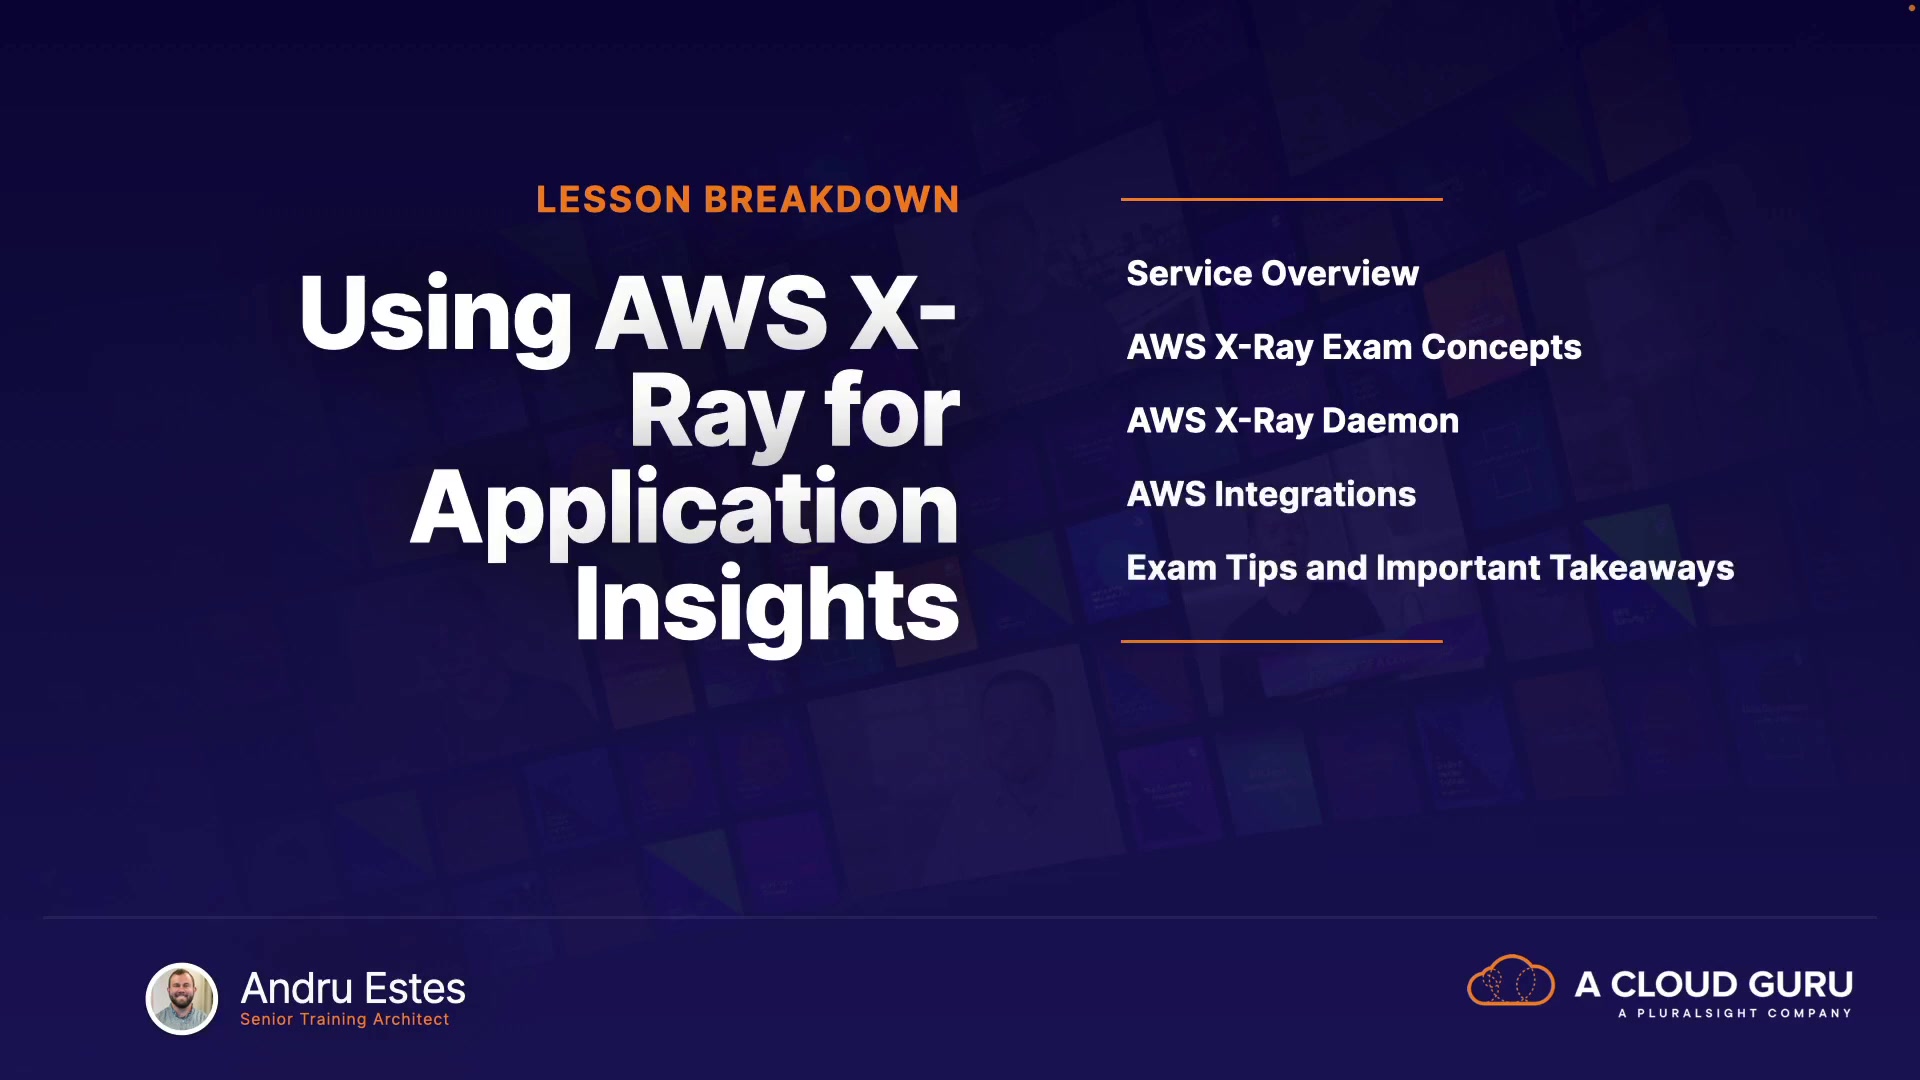 LESSON BREAKDOWN
Using AWS X-
Ray for
Application
Insights
Service Overview
AWS X-Ray Exam Concepts
AWS X-Ray Daemon
AWS Integrations
Exam Tips and Important Takeaways
Andru Estes
Senior Training Architect
A CLOUD GURU
A PLURALSIGHT COMPANY